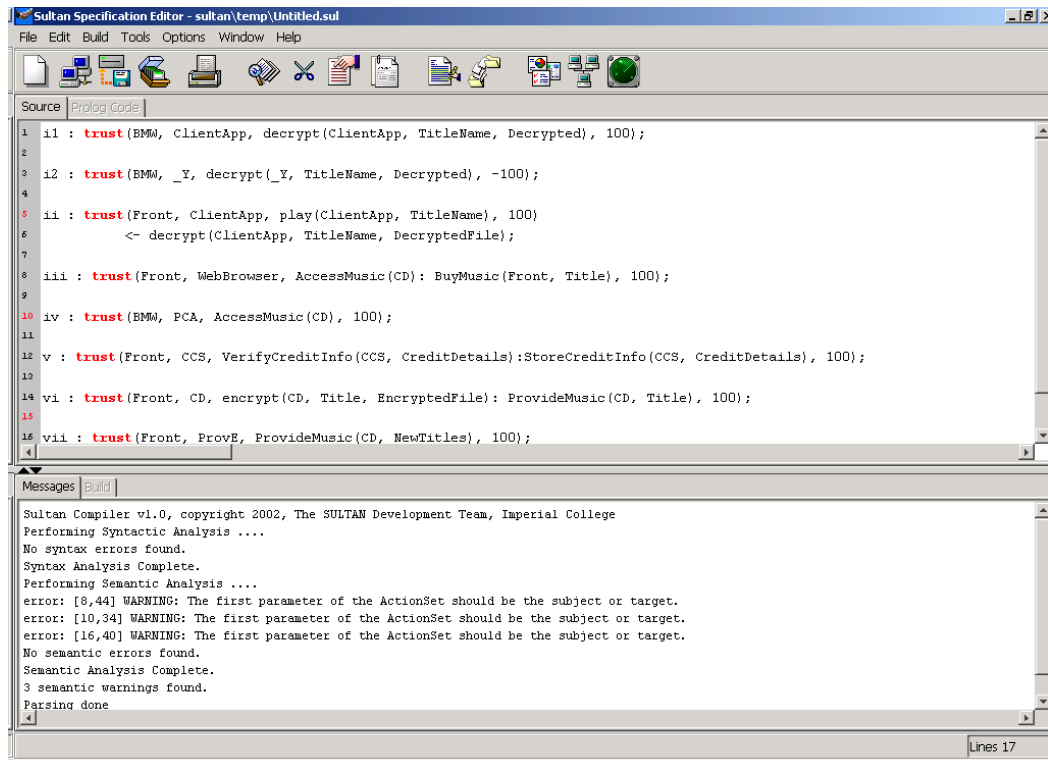 Sultan Specification Editor - sultan\temp\Untitled.sul
File Edit Build Tools Options Window Help
Source Prolog Code
1 i1 : trust(BMW, ClientApp, decrypt(ClientApp, TitleName, Decrypted), 100);
2
3 i2 : trust(BMW, _Y, decrypt(_Y, TitleName, Decrypted), -100);
4
5 ii : trust(Front, ClientApp, play(ClientApp, TitleName), 100)
6 <- decrypt(ClientApp, TitleName, DecryptedFile);
7
8 iii : trust(Front, WebBrowser, AccessMusic(CD): BuyMusic(Front, Title), 100);
9
10 iv : trust(BMW, PCA, AccessMusic(CD), 100);
11
12 v : trust(Front, CCS, VerifyCreditInfo(CCS, CreditDetails):StoreCreditInfo(CCS, CreditDetails), 100);
13
14 vi : trust(Front, CD, encrypt(CD, Title, EncryptedFile): ProvideMusic(CD, Title), 100);
15
16 vii : trust(Front, ProvE, ProvideMusic(CD, NewTitles), 100);
Messages Build
Sultan Compiler v1.0, copyright 2002, The SULTAN Development Team, Imperial College
Performing Syntactic Analysis ....
No syntax errors found.
Syntax Analysis Complete.
Performing Semantic Analysis ....
error: [8,44] WARNING: The first parameter of the ActionSet should be the subject or target.
error: [10,34] WARNING: The first parameter of the ActionSet should be the subject or target.
error: [16,40] WARNING: The first parameter of the ActionSet should be the subject or target.
No semantic errors found.
Semantic Analysis Complete.
3 semantic warnings found.
Parsing done
Lines 17